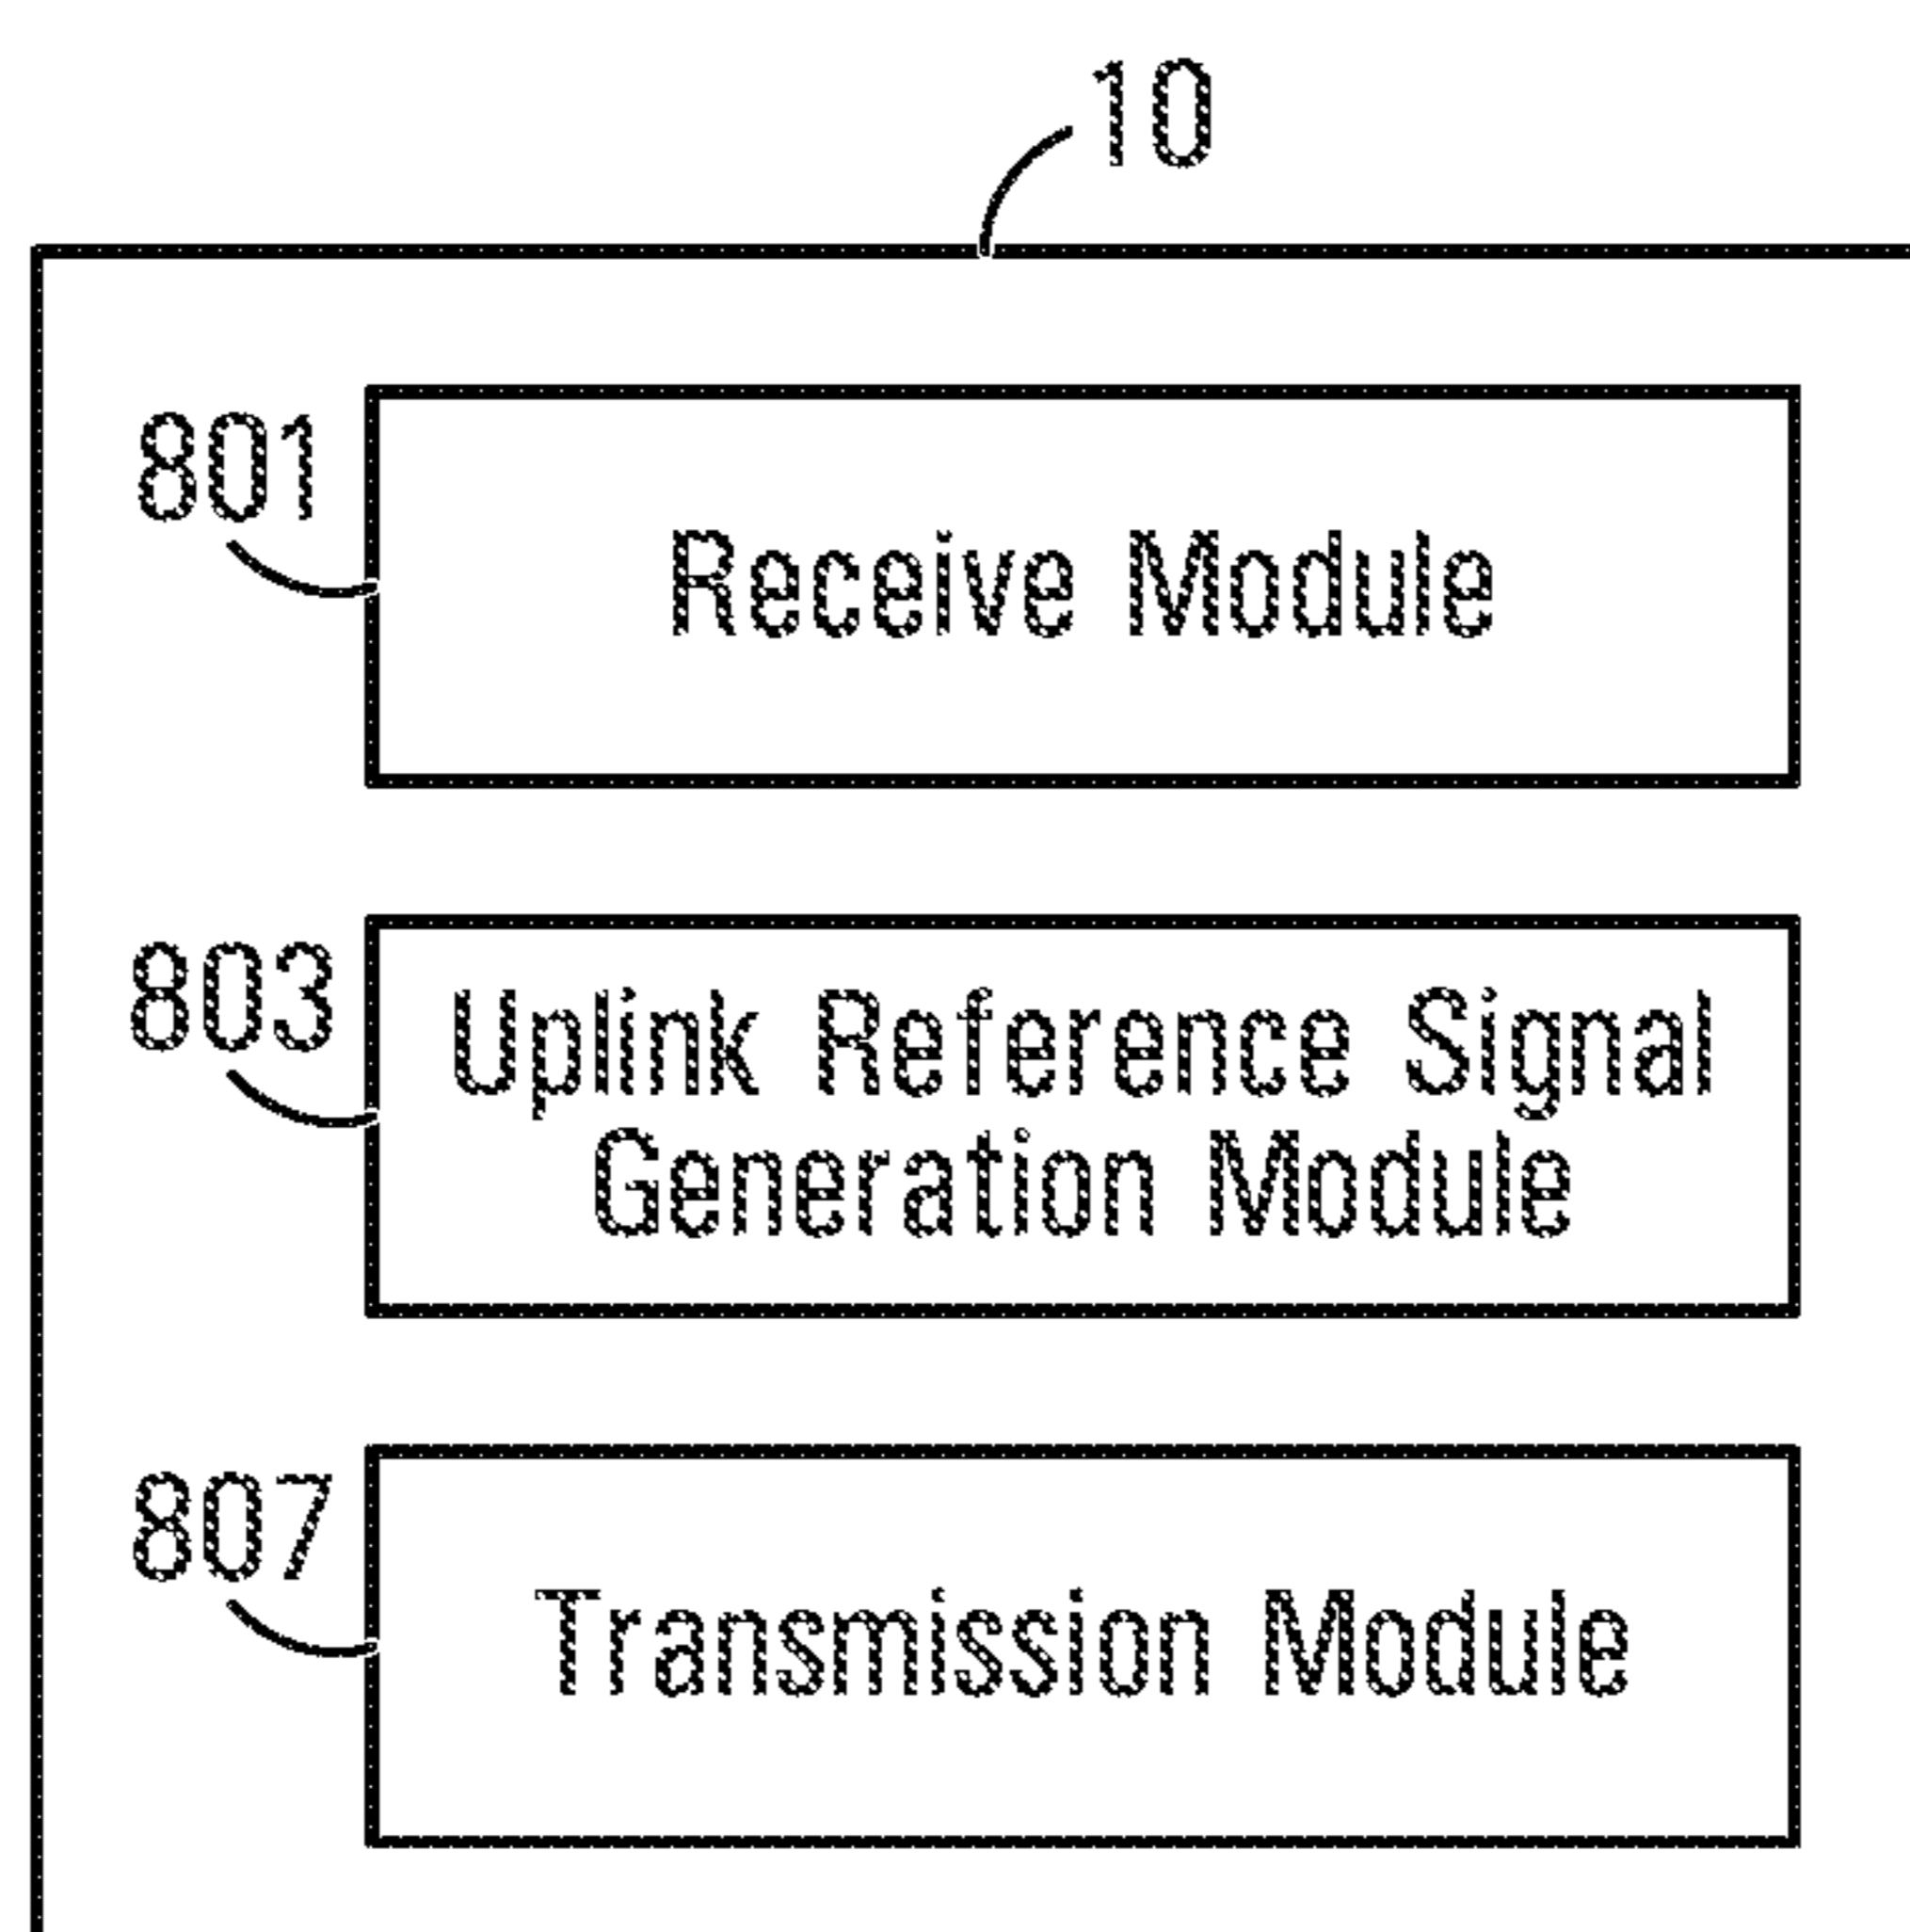 10
801
Receive Module
803
Uplink Reference Signal
Generation Module
807
Transmission Module